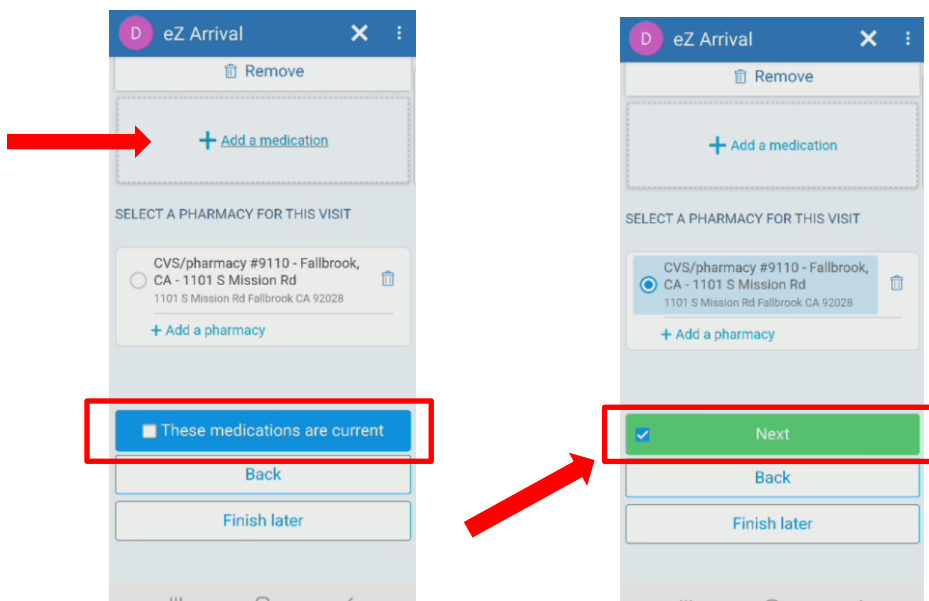 D eZ Arrival
Remove
Add a medication
SELECT A PHARMACY FOR THIS VISIT
CVS/pharmacy #9110 - Fallbrook,
CA - 1101 S Mission Rd
1101 S Mission Rd Fallbrook CA 92028
+ Add a pharmacy
These medications are current
Back
Finish later
D eZ Arrival
Remove
Add a medication
SELECT A PHARMACY FOR THIS VISIT
CVS/pharmacy #9110 - Fallbrook,
CA - 1101 S Mission Rd
1101 S Mission Rd Fallbrook CA 92028
+ Add a pharmacy
Next
Back
Finish later